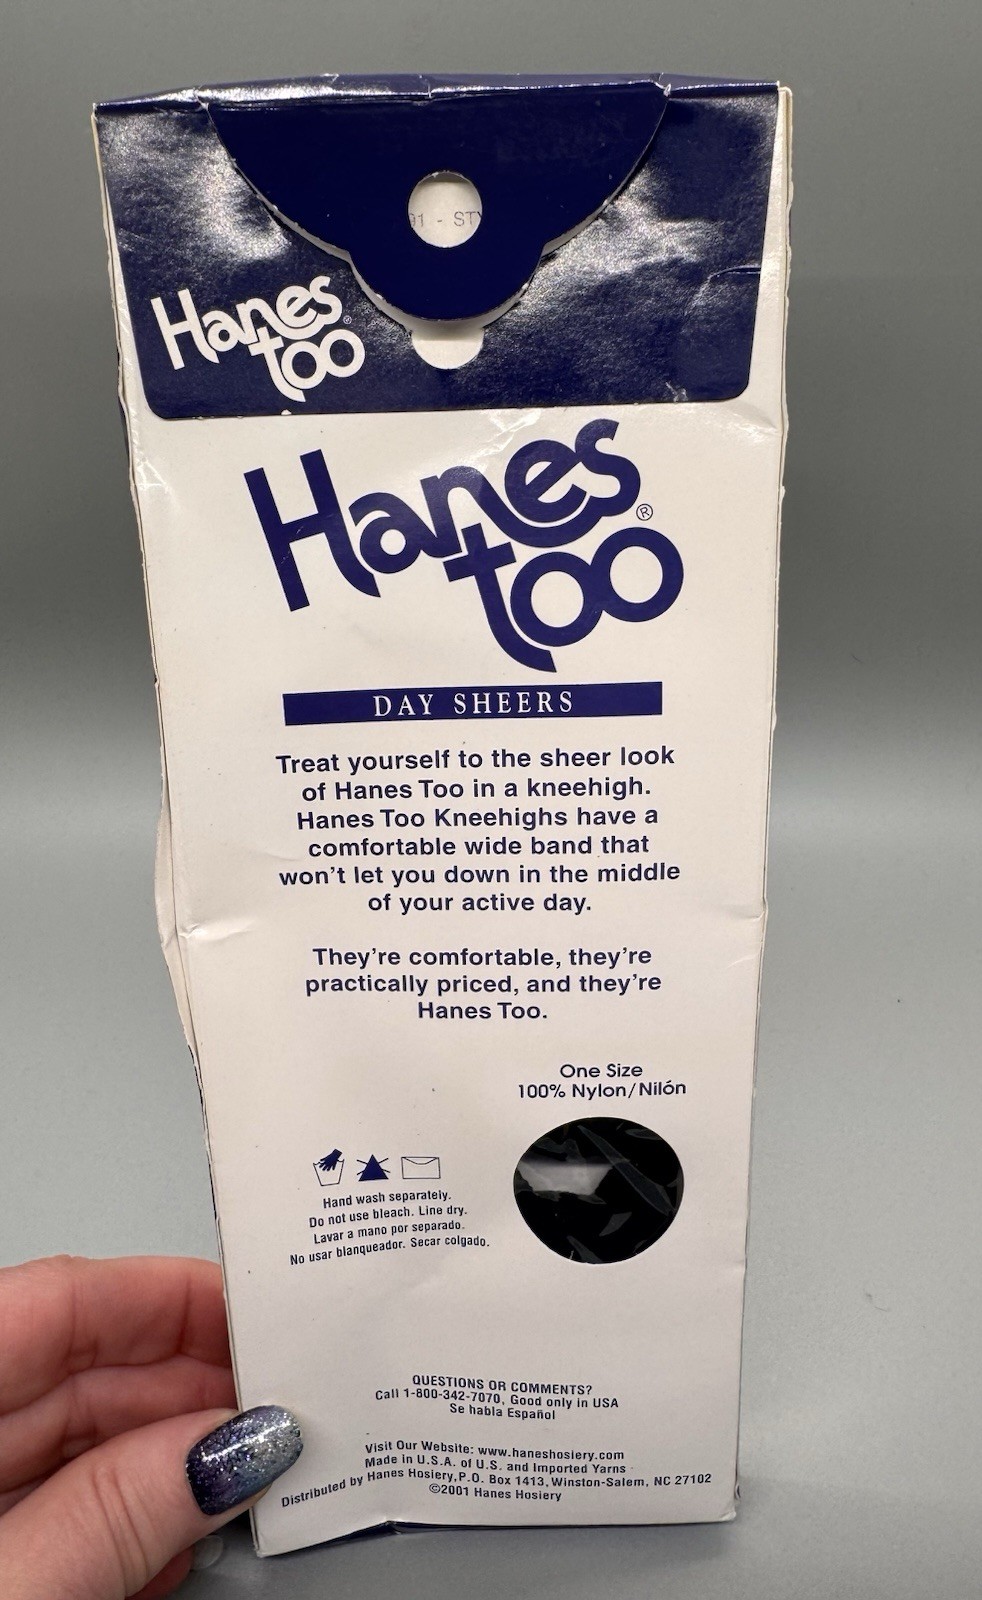 91 - STY
Hanes
too®
Hanes
too®
DAY SHEERS
Treat yourself to the sheer look
of Hanes Too in a kneehigh.
Hanes Too Kneehighs have a
comfortable wide band that
won't let you down in the middle
of your active day.
They're comfortable, they're
practically priced, and they're
Hanes Too.
One Size
100% Nylon/Nilón
Hand wash separately.
Do not use bleach. Line dry.
Lavar a mano por separado.
No usar blanqueador. Secar colgado.
QUESTIONS OR COMMENTS?
Call 1-800-342-7070, Good only in USA
Se habla Español
Visit Our Website: www.haneshosiery.com
Made in U.S.A. of U.S. and Imported Yarns
Distributed by Hanes Hosiery, P.O. Box 1413, Winston-Salem, NC 27102
©2001 Hanes Hosiery